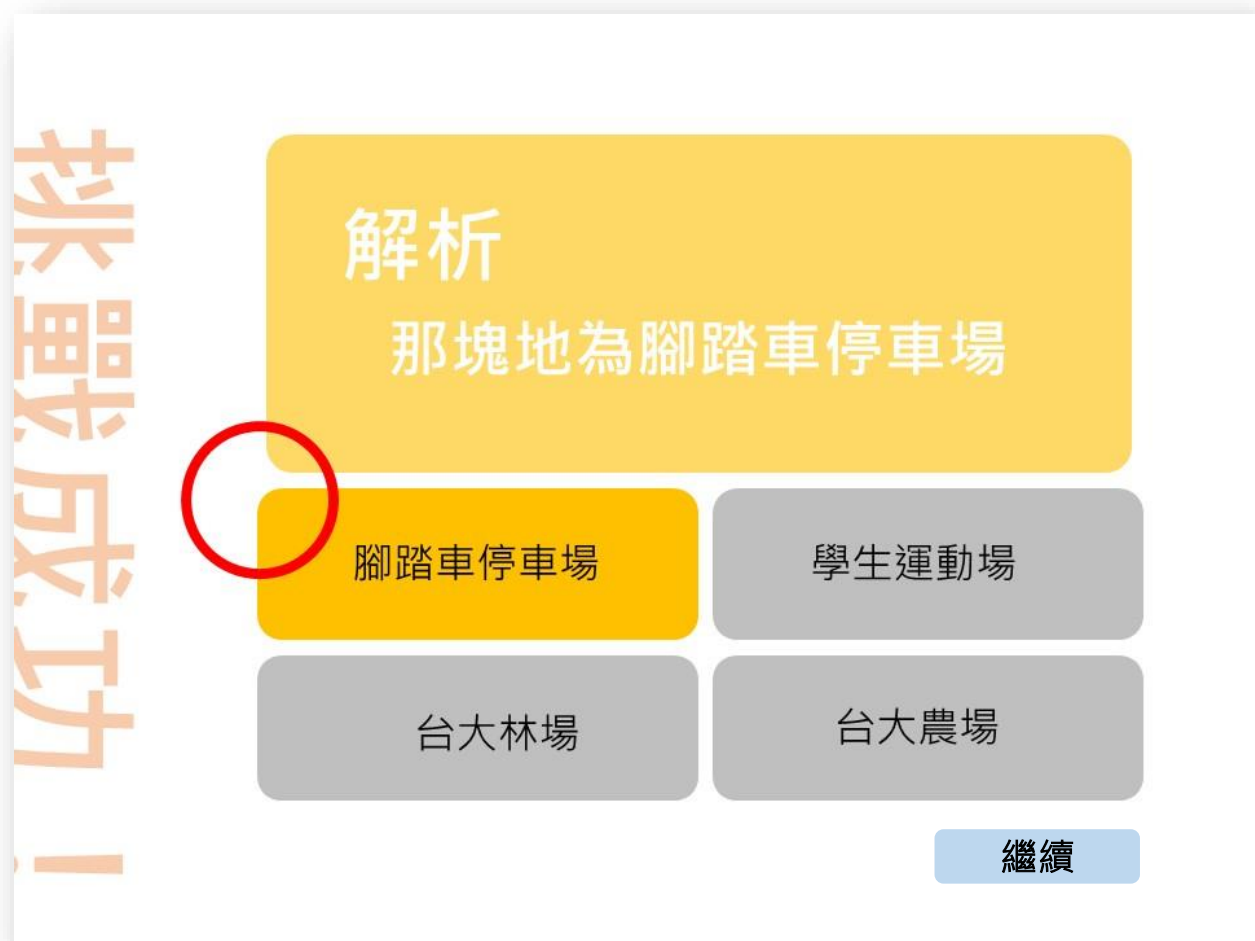 挑戰成功！
解析
那塊地為腳踏車停車場
腳踏車停車場
學生運動場
台大林場
台大農場
繼續